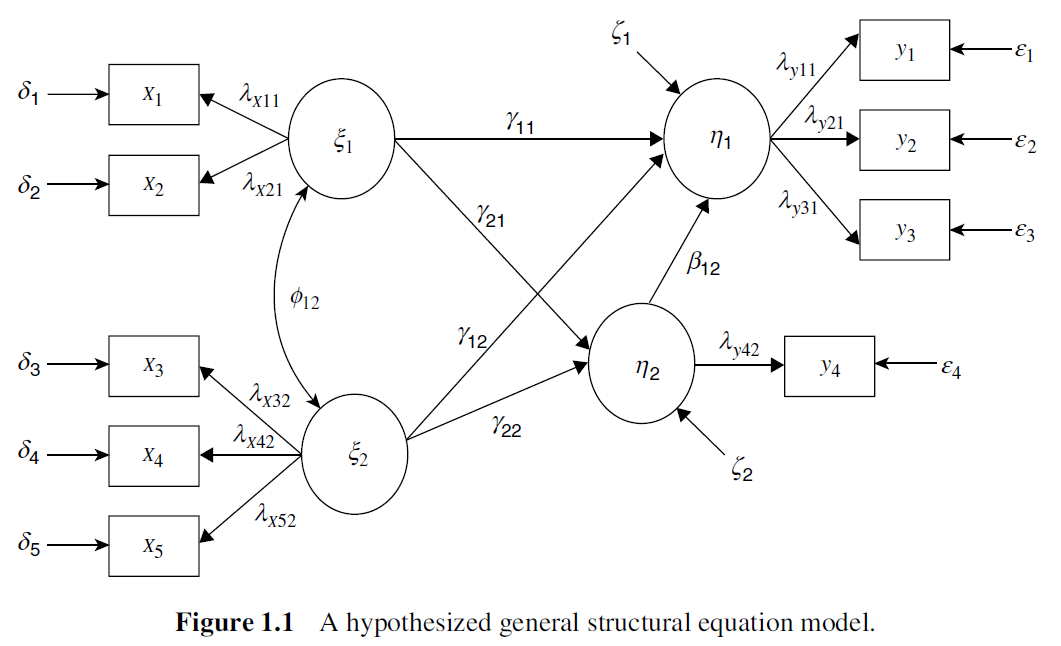 ζ1
y1
ε1
λy11
δ1
x1
λx11
ξ1
γ11
η1
λy21
y2
ε2
δ2
x2
λx21
γ21
λy31
y3
ε3
β12
ϕ12
γ12
λy42
δ3
x3
λx32
η2
y4
ε4
γ22
δ4
x4
λx42
ξ2
ζ2
λx52
δ5
x5
Figure 1.1 A hypothesized general structural equation model.